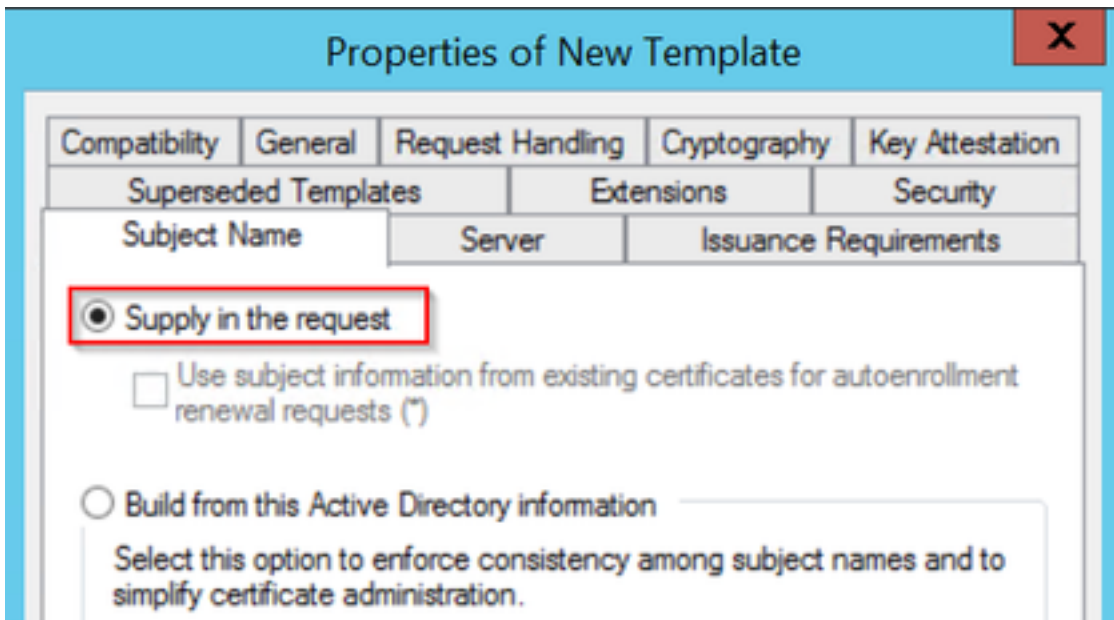 Properties of New Template
X
Compatibility General Request Handling Cryptography Key Attestation
Superseded Templates Extensions Security
Subject Name Server Issuance Requirements
Supply in the request
Use subject information from existing certificates for autoenrollment
renewal requests (*)
Build from this Active Directory information
Select this option to enforce consistency among subject names and to
simplify certificate administration.